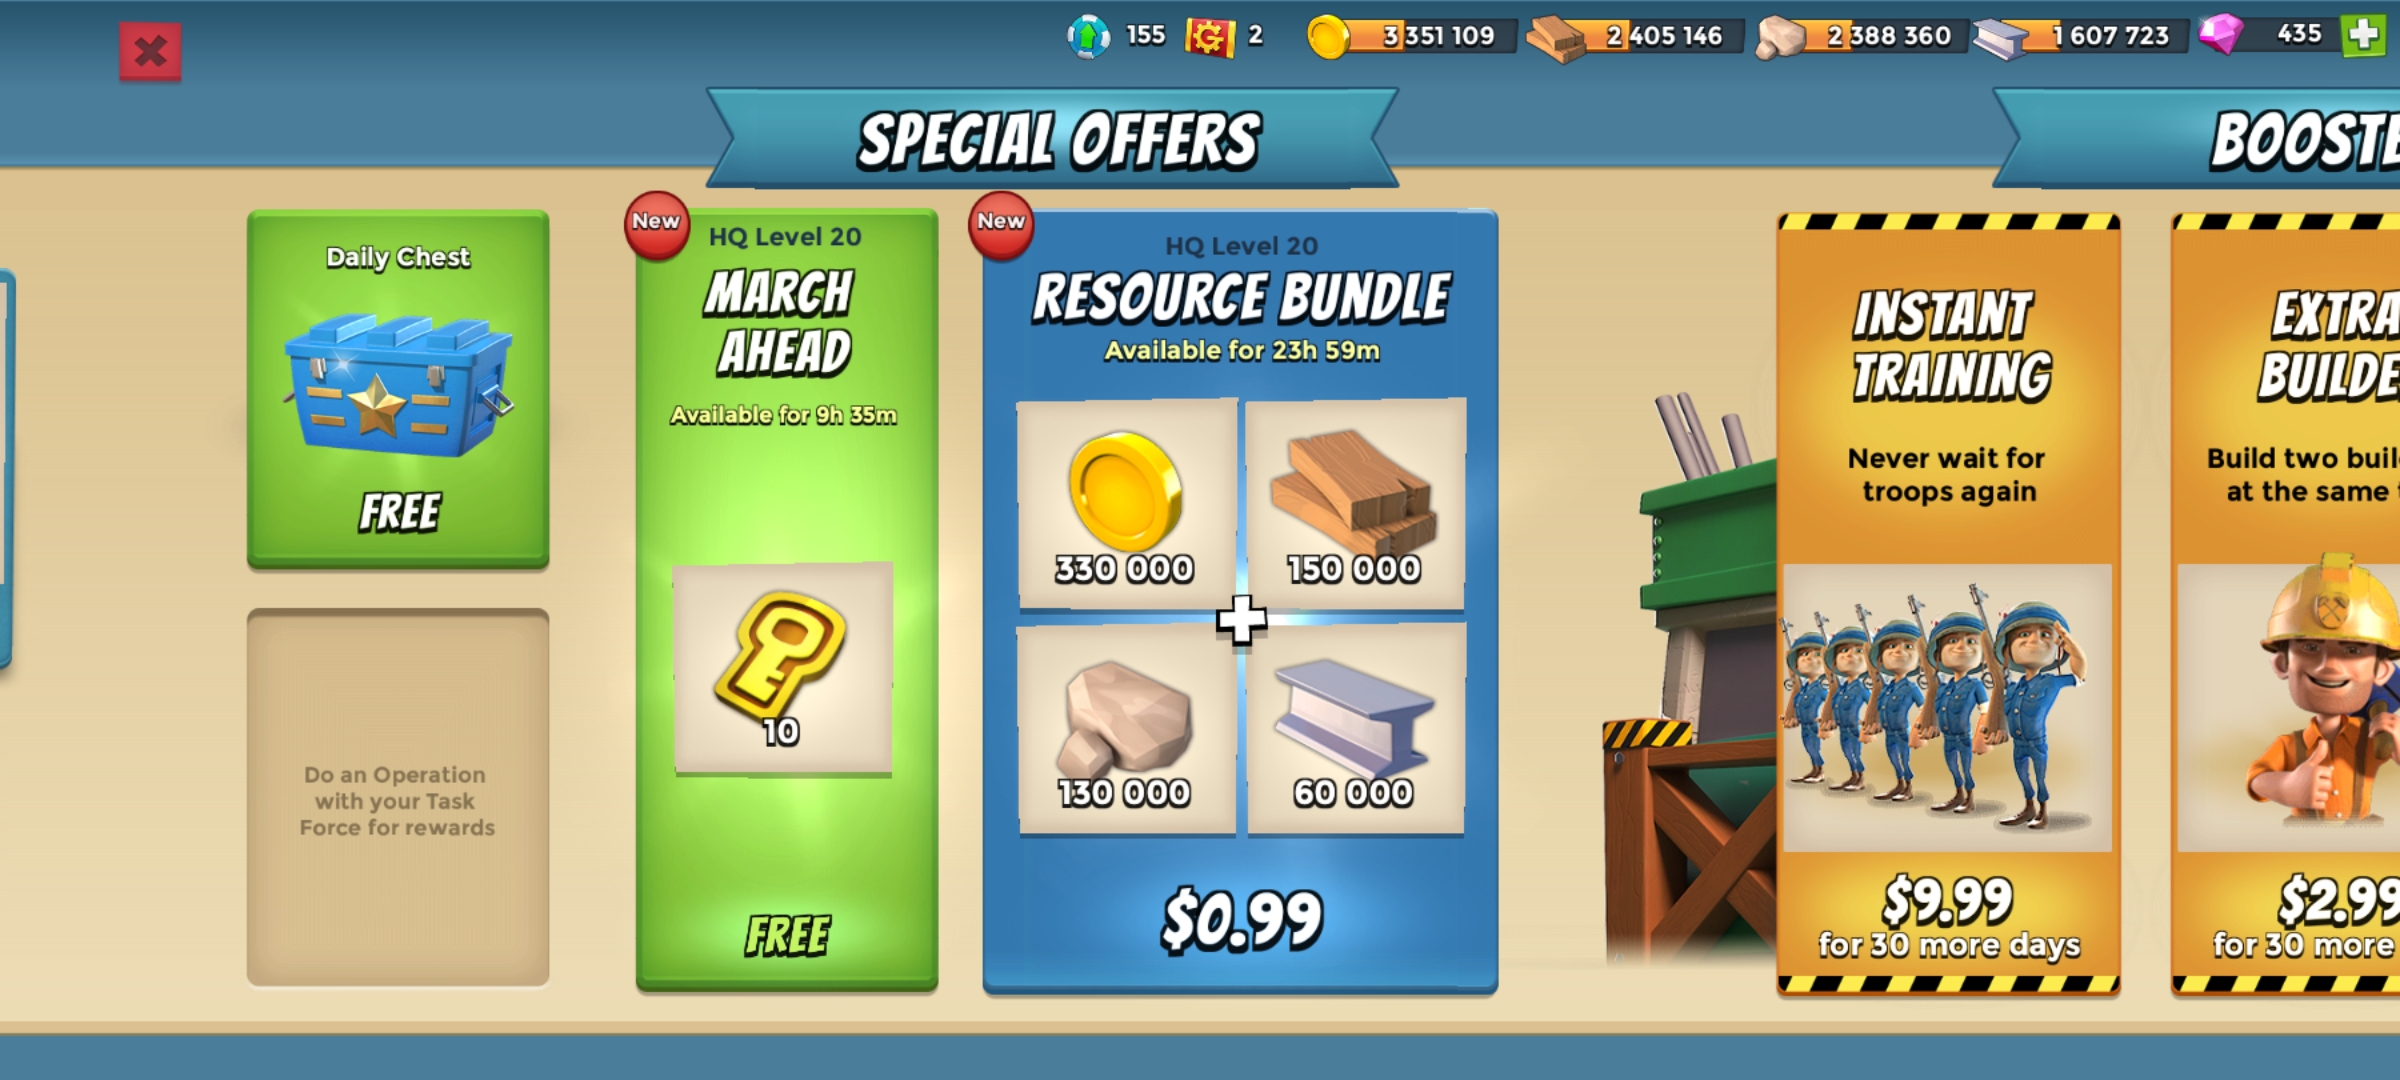 155
2
3 351 109
2 405 146
2 388 360
1 607 723
435
SPECIAL OFFERS
Daily Chest
FREE
Do an Operation
with your Task
Force for rewards
New
HQ Level 20
MARCH
AHEAD
Available for 9h 35m
10
FREE
New
HQ Level 20
RESOURCE BUNDLE
Available for 23h 59m
330 000
150 000
130 000
60 000
$0.99
INSTANT
TRAINING
Never wait for
troops again
$9.99
for 30 more days
EXTRA
Build two
at the same
$2.99
for 30 more